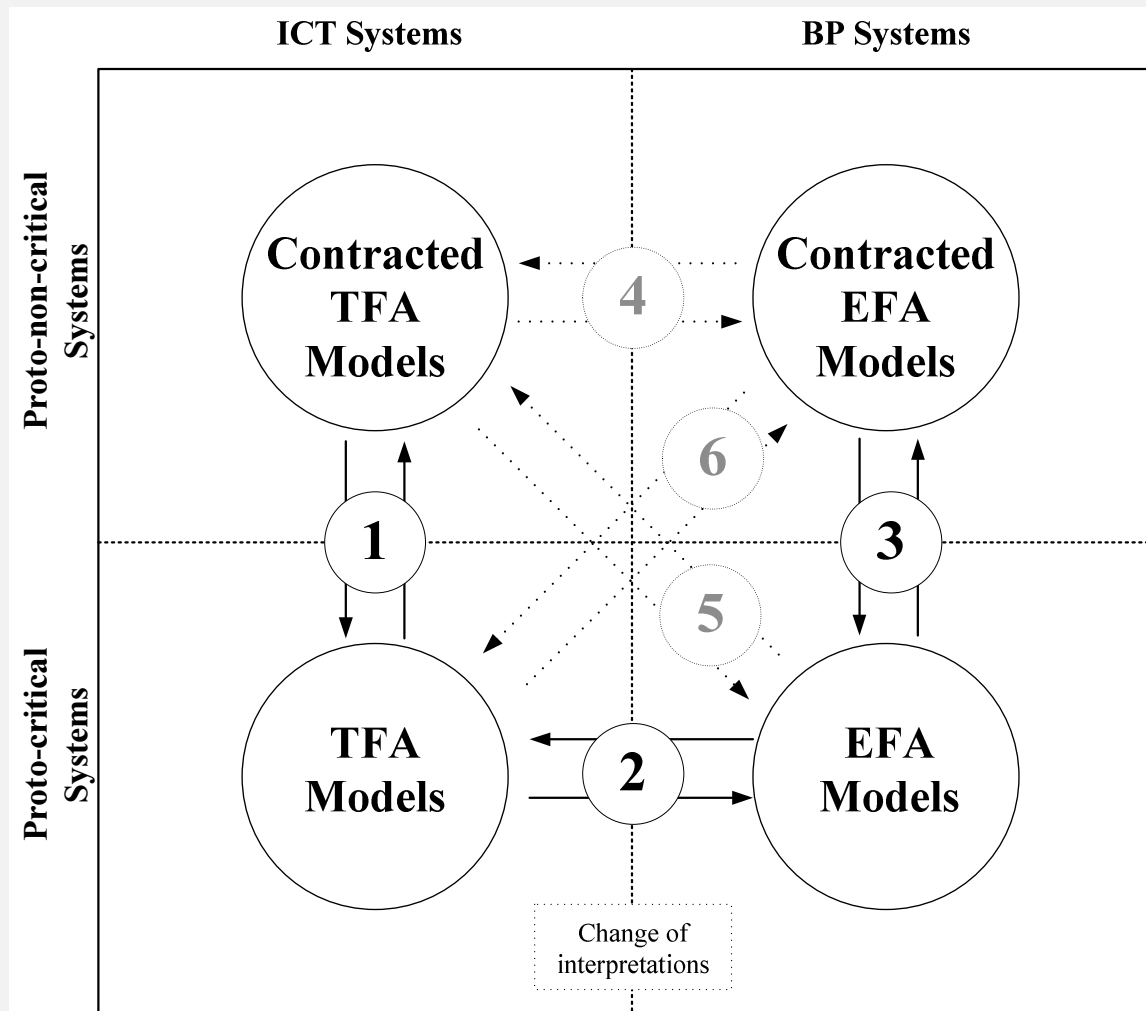 ICT Systems
BP Systems
Proto-non-critical
Systems
Contracted
TFA
Models
4
Contracted
EFA
Models
6
1
3
5
Proto-critical
Systems
TFA
Models
2
EFA
Models
Change of
interpretations